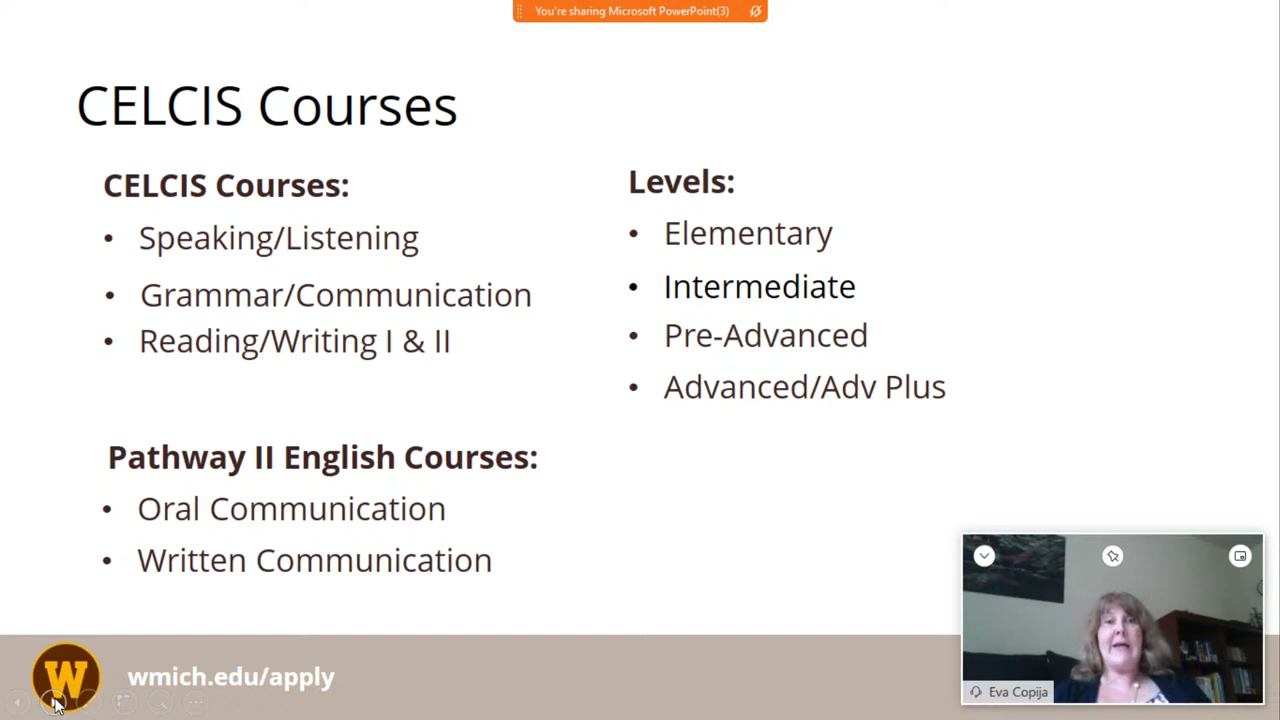 You're sharing Microsoft PowerPoint(3)
CELCIS Courses
CELCIS Courses:
• Speaking/Listening
• Grammar/Communication
• Reading/Writing I & II
Levels:
• Elementary
• Intermediate
• Pre-Advanced
• Advanced/Adv Plus
Pathway II English Courses:
• Oral Communication
• Written Communication
W
wmich.edu/apply
Eva Copija